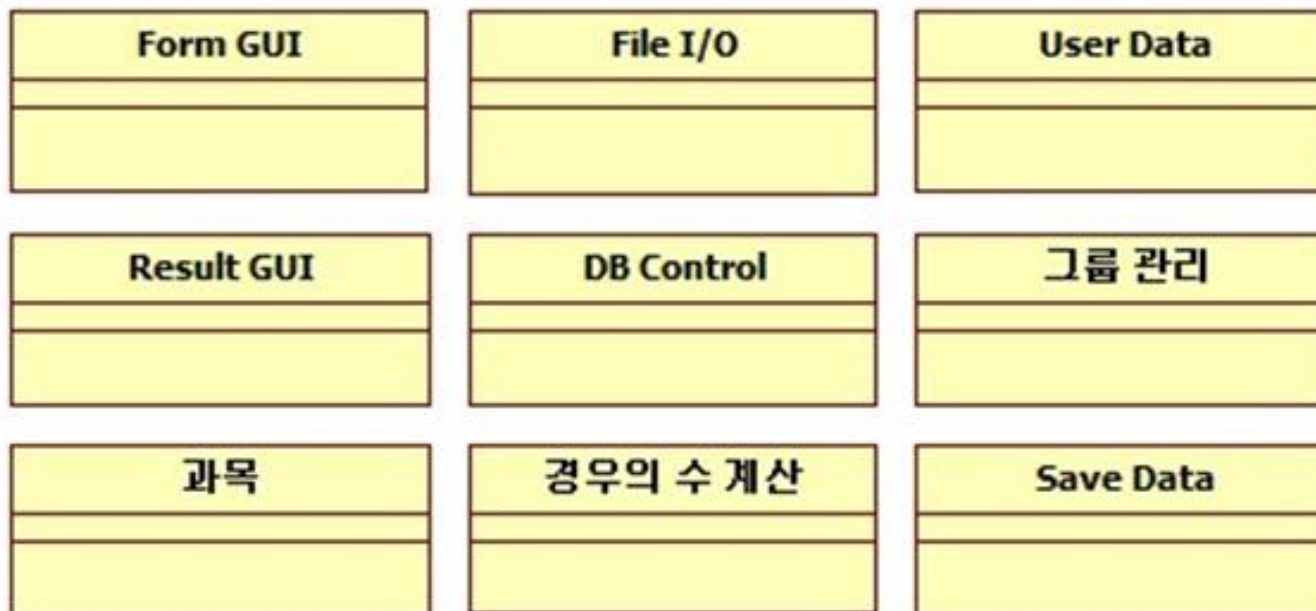 Form GUI
File I/O
User Data
Result GUI
DB Control
그룹 관리
과목
경우의 수 계산
Save Data